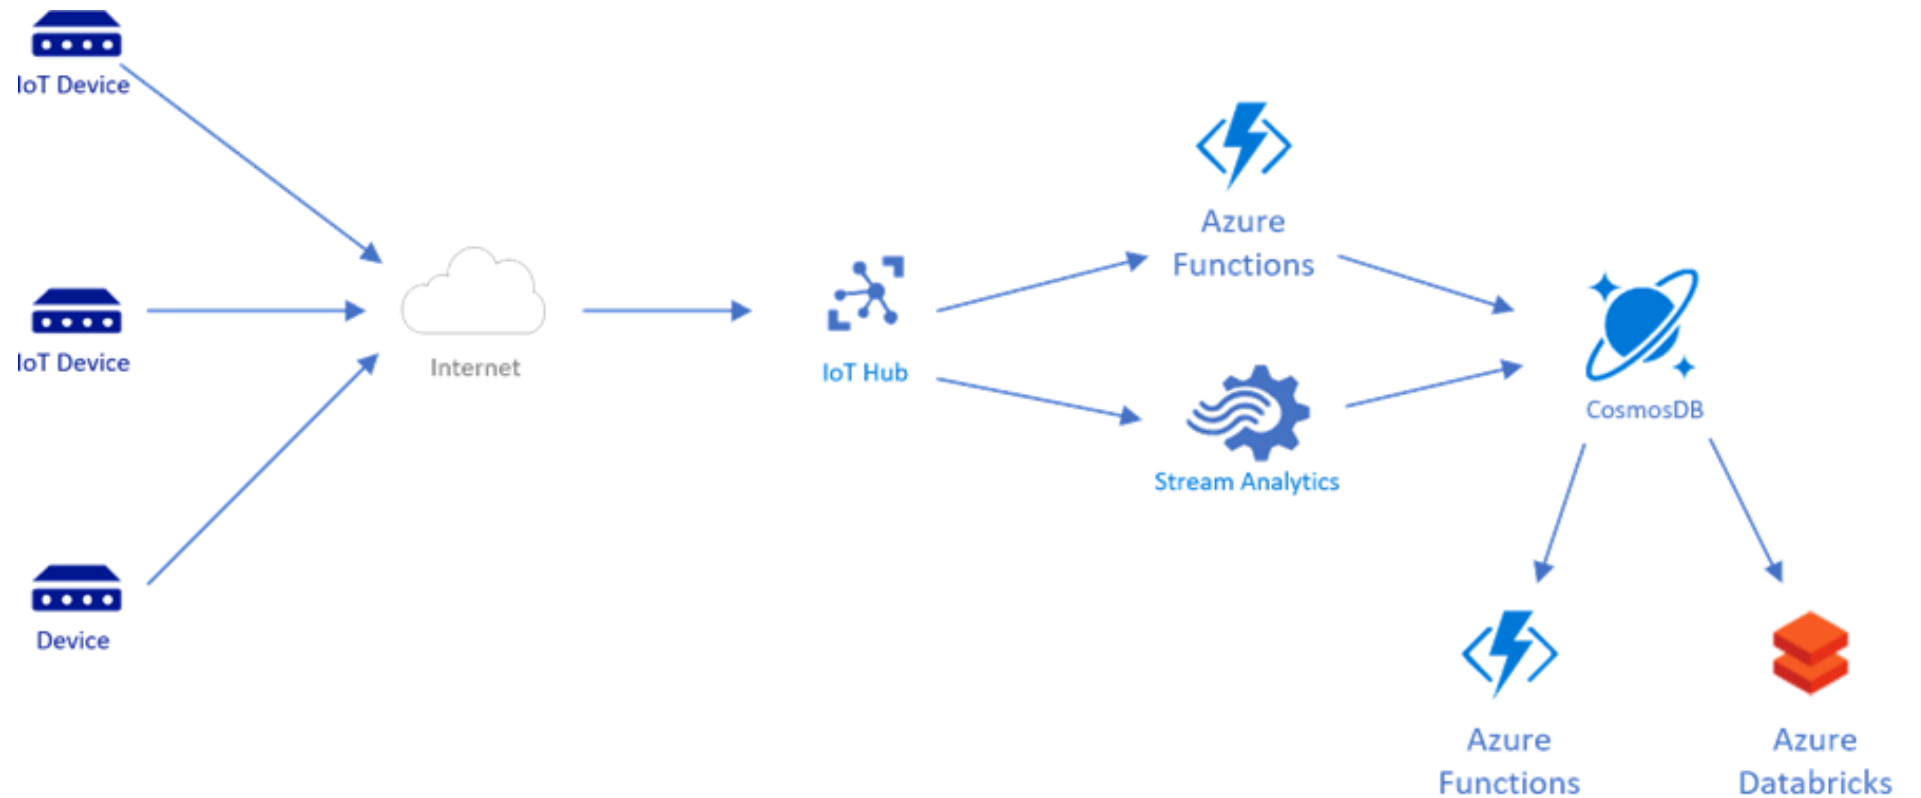 IoT Device
IoT Device
Device
Internet
IoT Hub
Azure
Functions
Stream Analytics
CosmosDB
Azure
Functions
Azure
Databricks